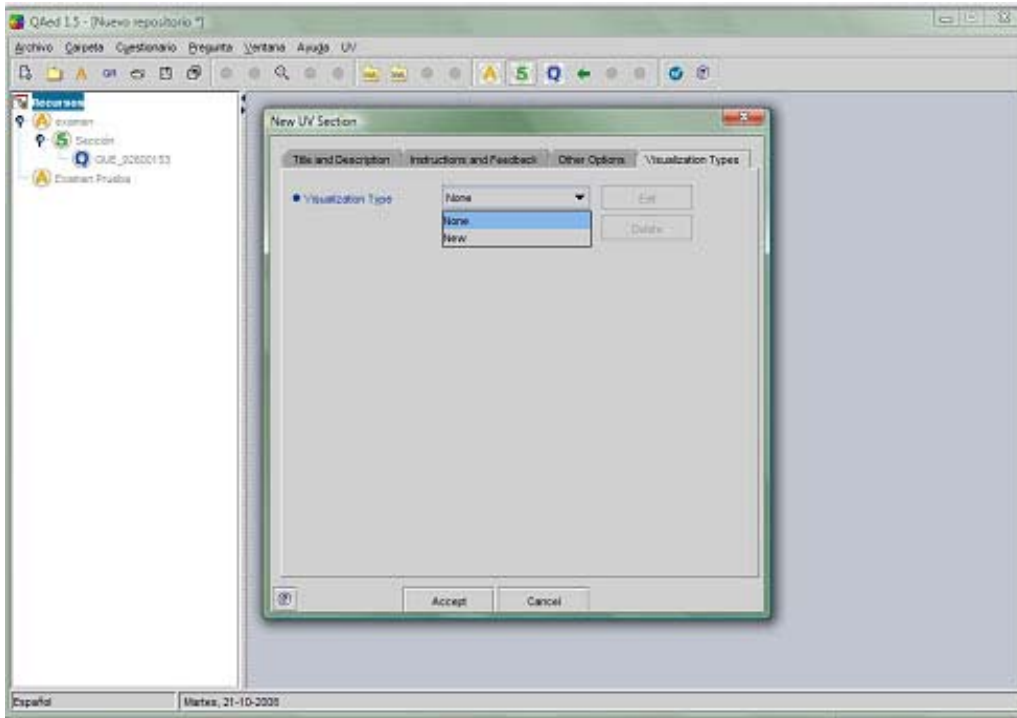 QAed 1.5 - [Nuevo repositorio *]
Archivo Carpeta Cuestionario Pregunta Ventana Ayuda UV
A S Q
Recursos
A examen
S Sección
Q QUE_92600153
A Examen Prueba
New UV Section
Title and Description Instructions and Feedback Other Options Visualization Types
Visualization Type None Edit
None
New
Delete
Accept Cancel
Español Martes, 21-10-2008